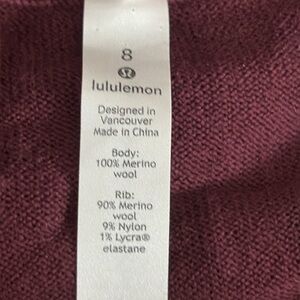 8
lululemon
Designed in
Vancouver
Made in China
Body:
100% Merino
wool
Rib:
90% Merino
wool
9% Nylon
1% Lycra®
elastane